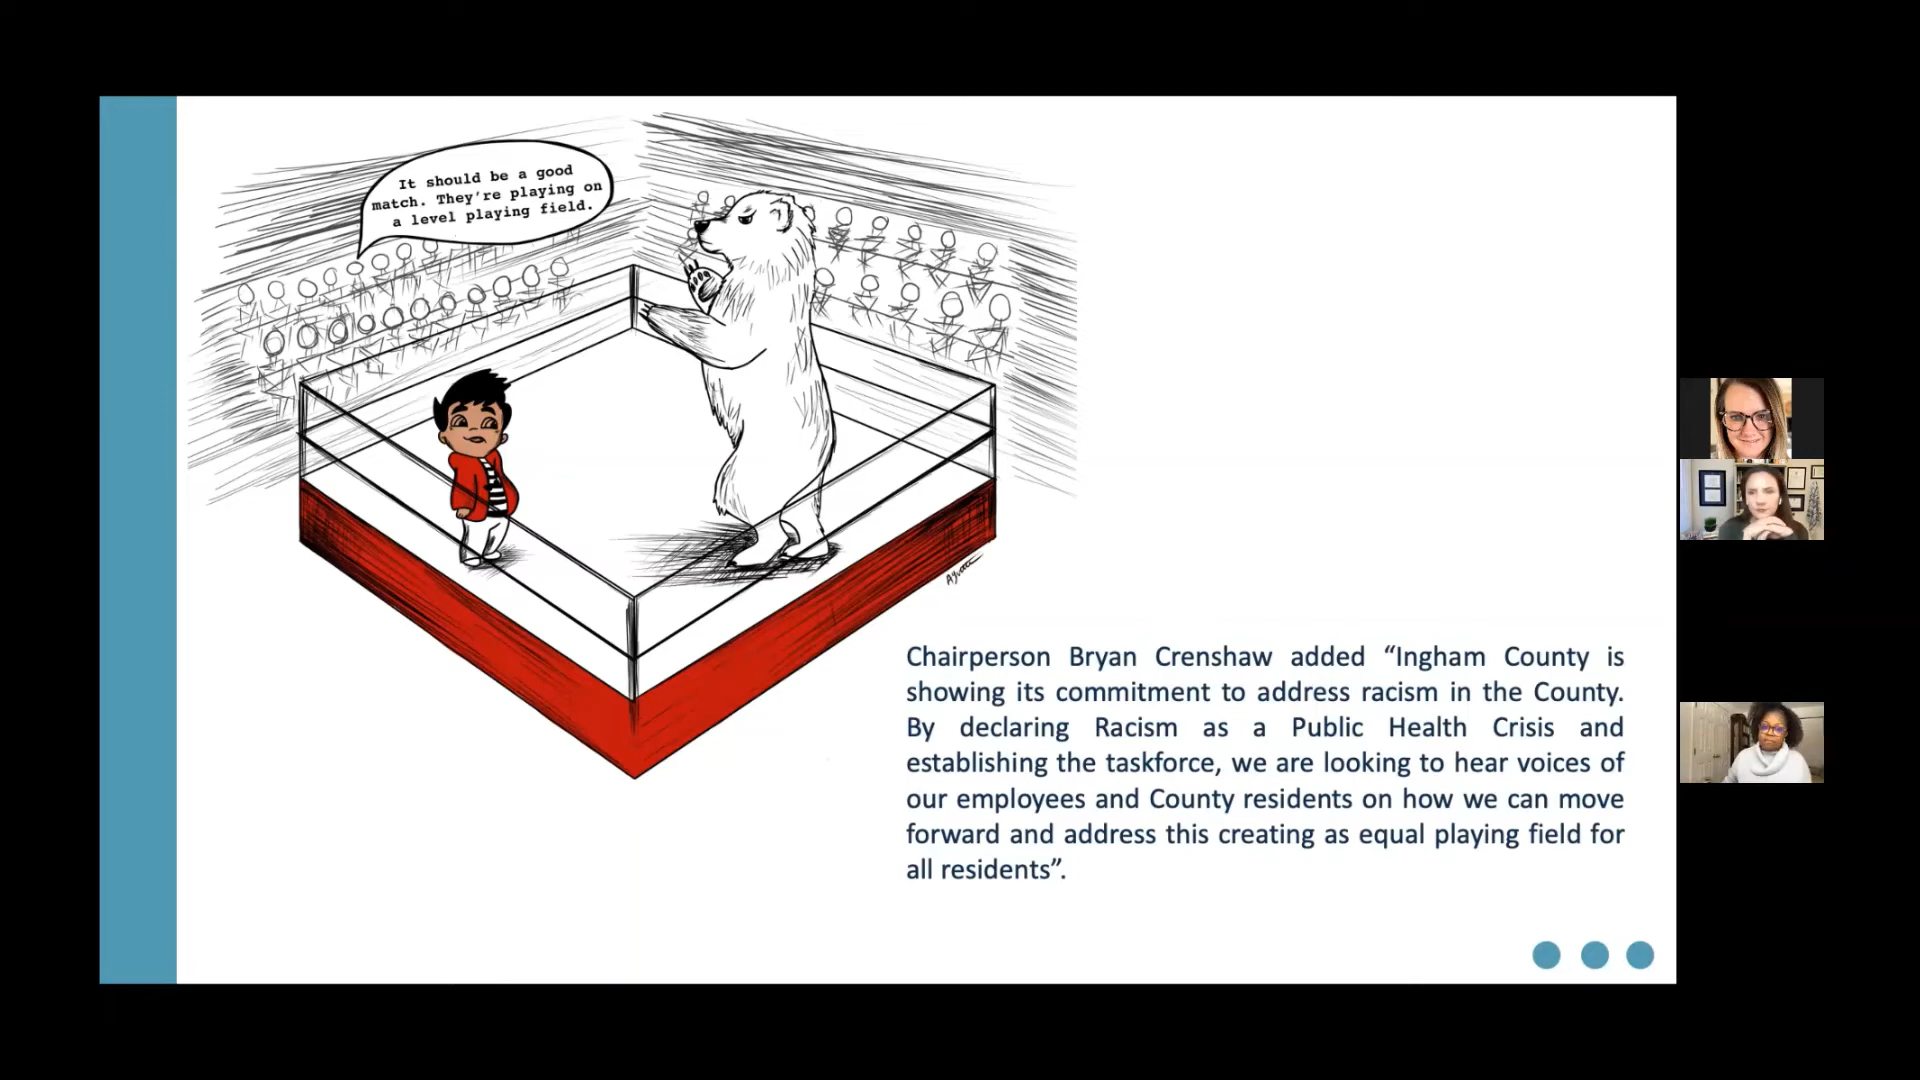 It should be a good
match. They're playing on
a level playing field.
Chairperson Bryan Crenshaw added “Ingham County is
showing its commitment to address racism in the County.
By declaring Racism as a Public Health Crisis and
establishing the taskforce, we are looking to hear voices of
our employees and County residents on how we can move
forward and address this creating as equal playing field for
all residents”.